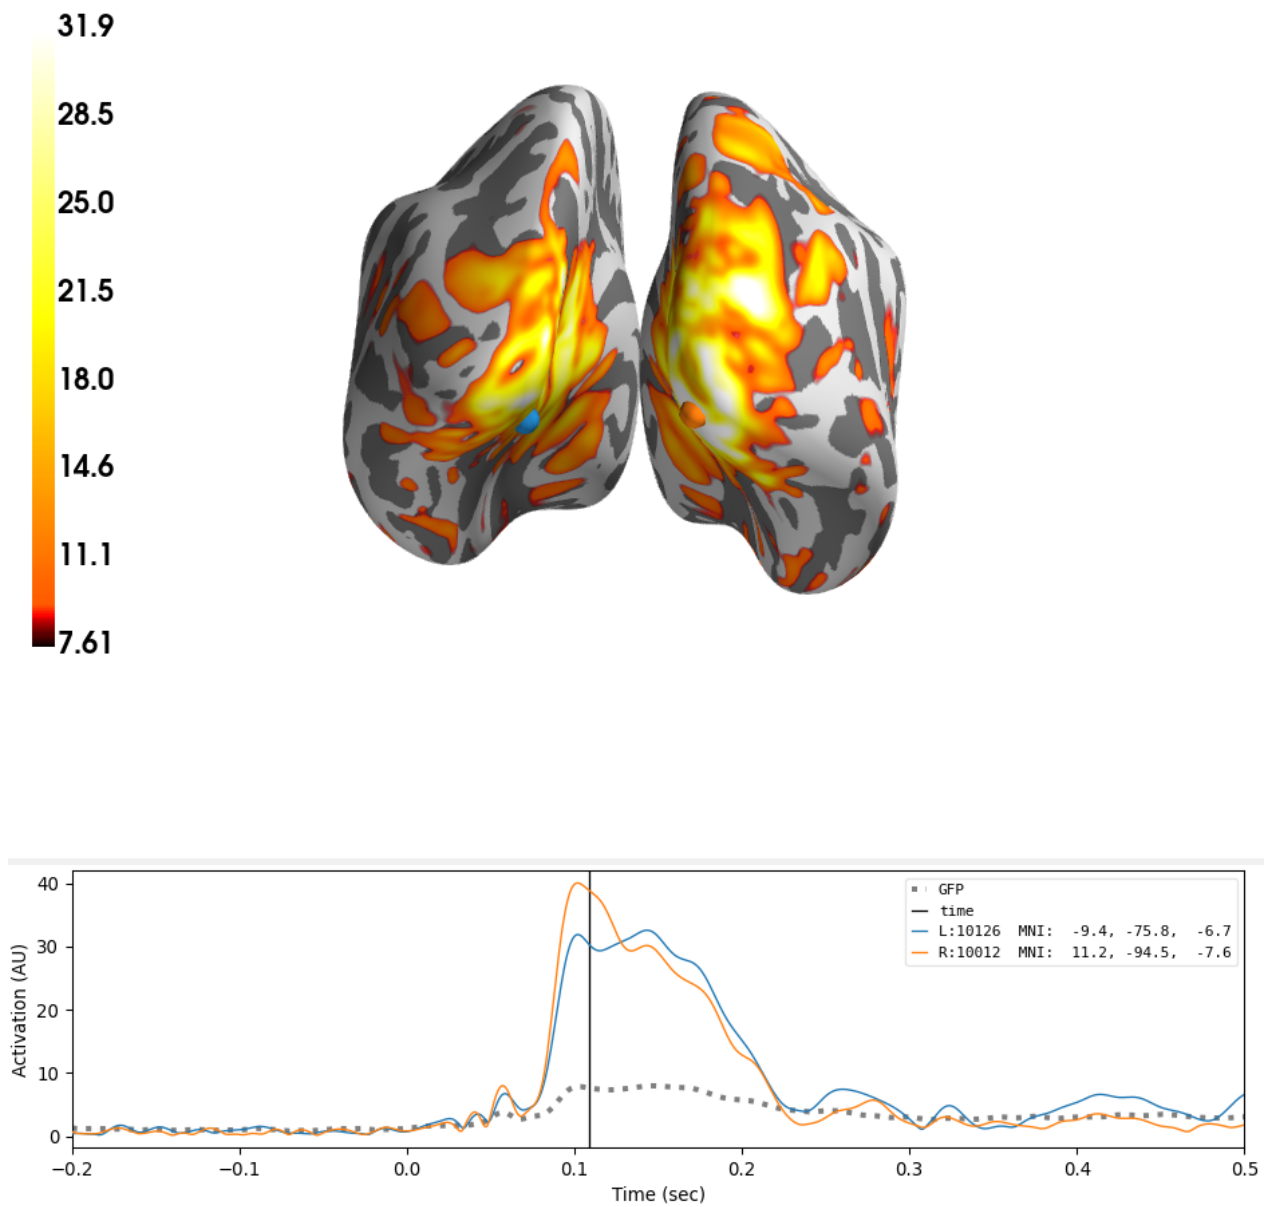 31.9
28.5
25.0
21.5
18.0
14.6
11.1
7.61
40
30
20
10
0
Activation (AU)
GFP
time
L:10126 MNI: -9.4, -75.8, -6.7
R:10012 MNI: 11.2, -94.5, -7.6
−0.2 −0.1 0.0 0.1 0.2 0.3 0.4 0.5
Time (sec)